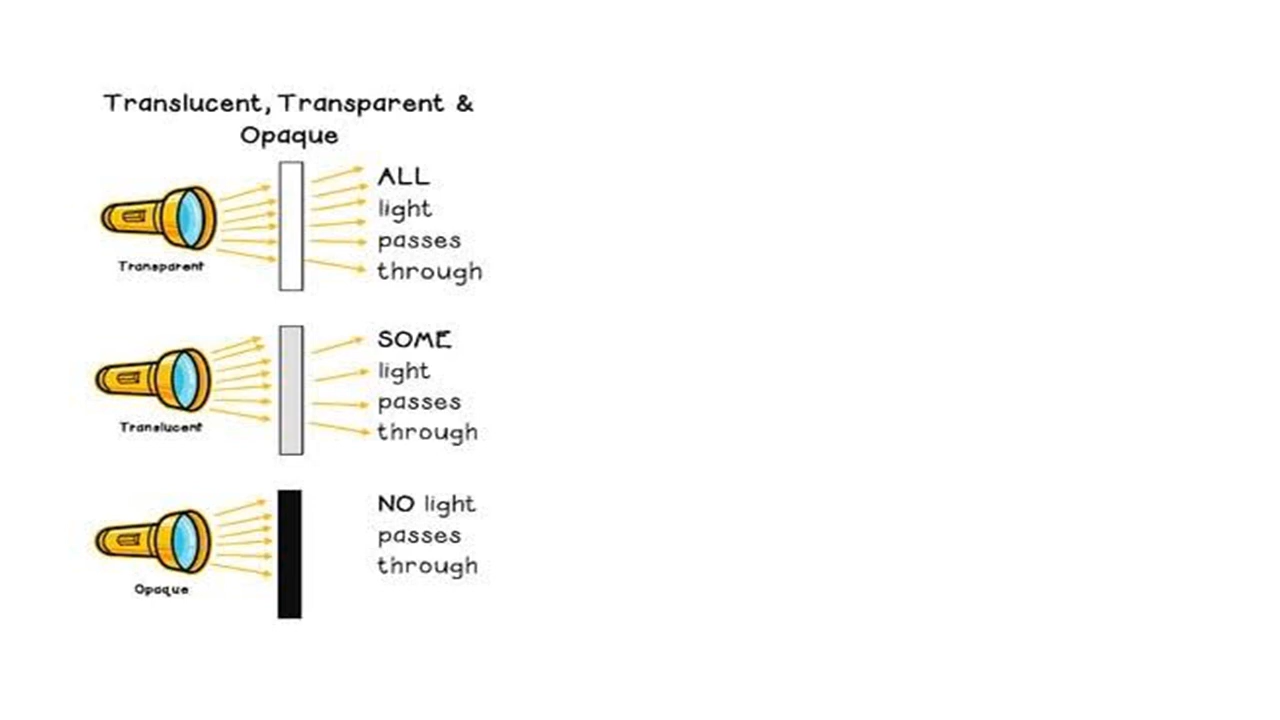 Translucent, Transparent &
Opaque
ALL
light
passes
through
Transparent
SOME
light
passes
through
Translucent
NO light
passes
through
Opaque